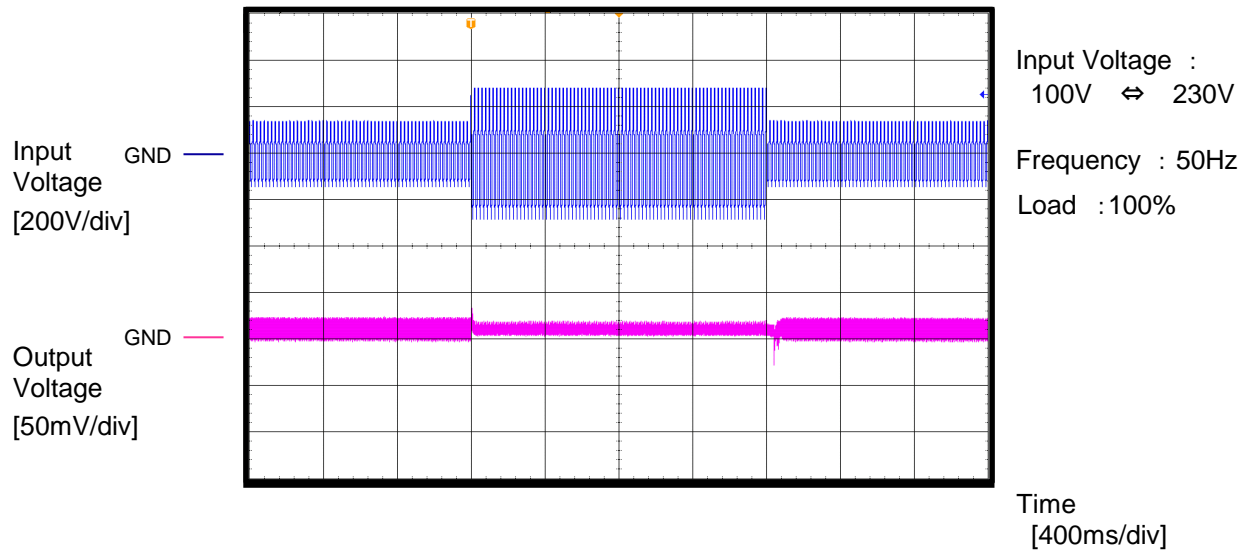 T
Input Voltage :
100V ⇔ 230V
Input
Voltage
[200V/div]
GND
Frequency : 50Hz
Load :100%
GND
Output
Voltage
[50mV/div]
Time
[400ms/div]